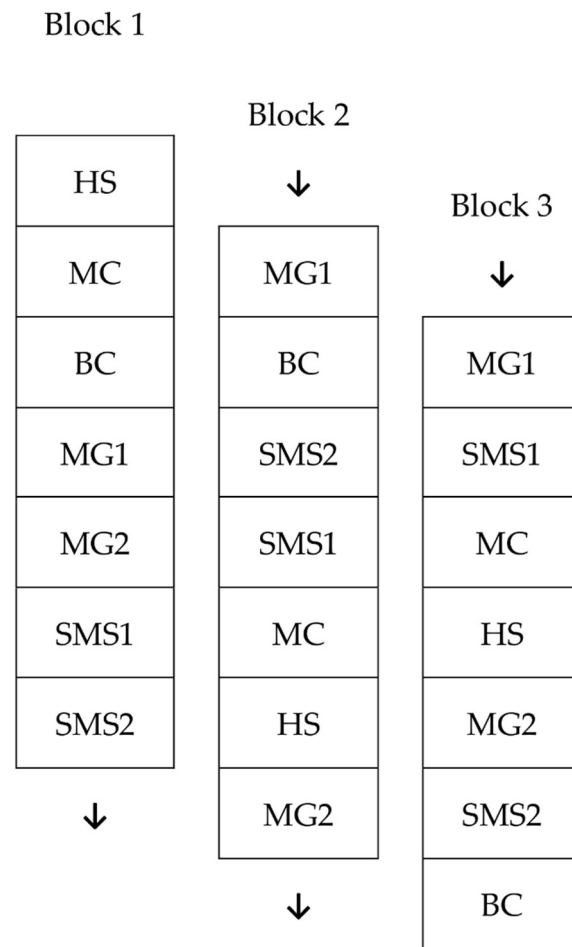 Block 1
HS
MC
BC
MG1
MG2
SMS1
SMS2
↓
Block 2
↓
MG1
BC
SMS2
SMS1
MC
HS
MG2
↓
Block 3
↓
MG1
SMS1
MC
HS
MG2
SMS2
BC